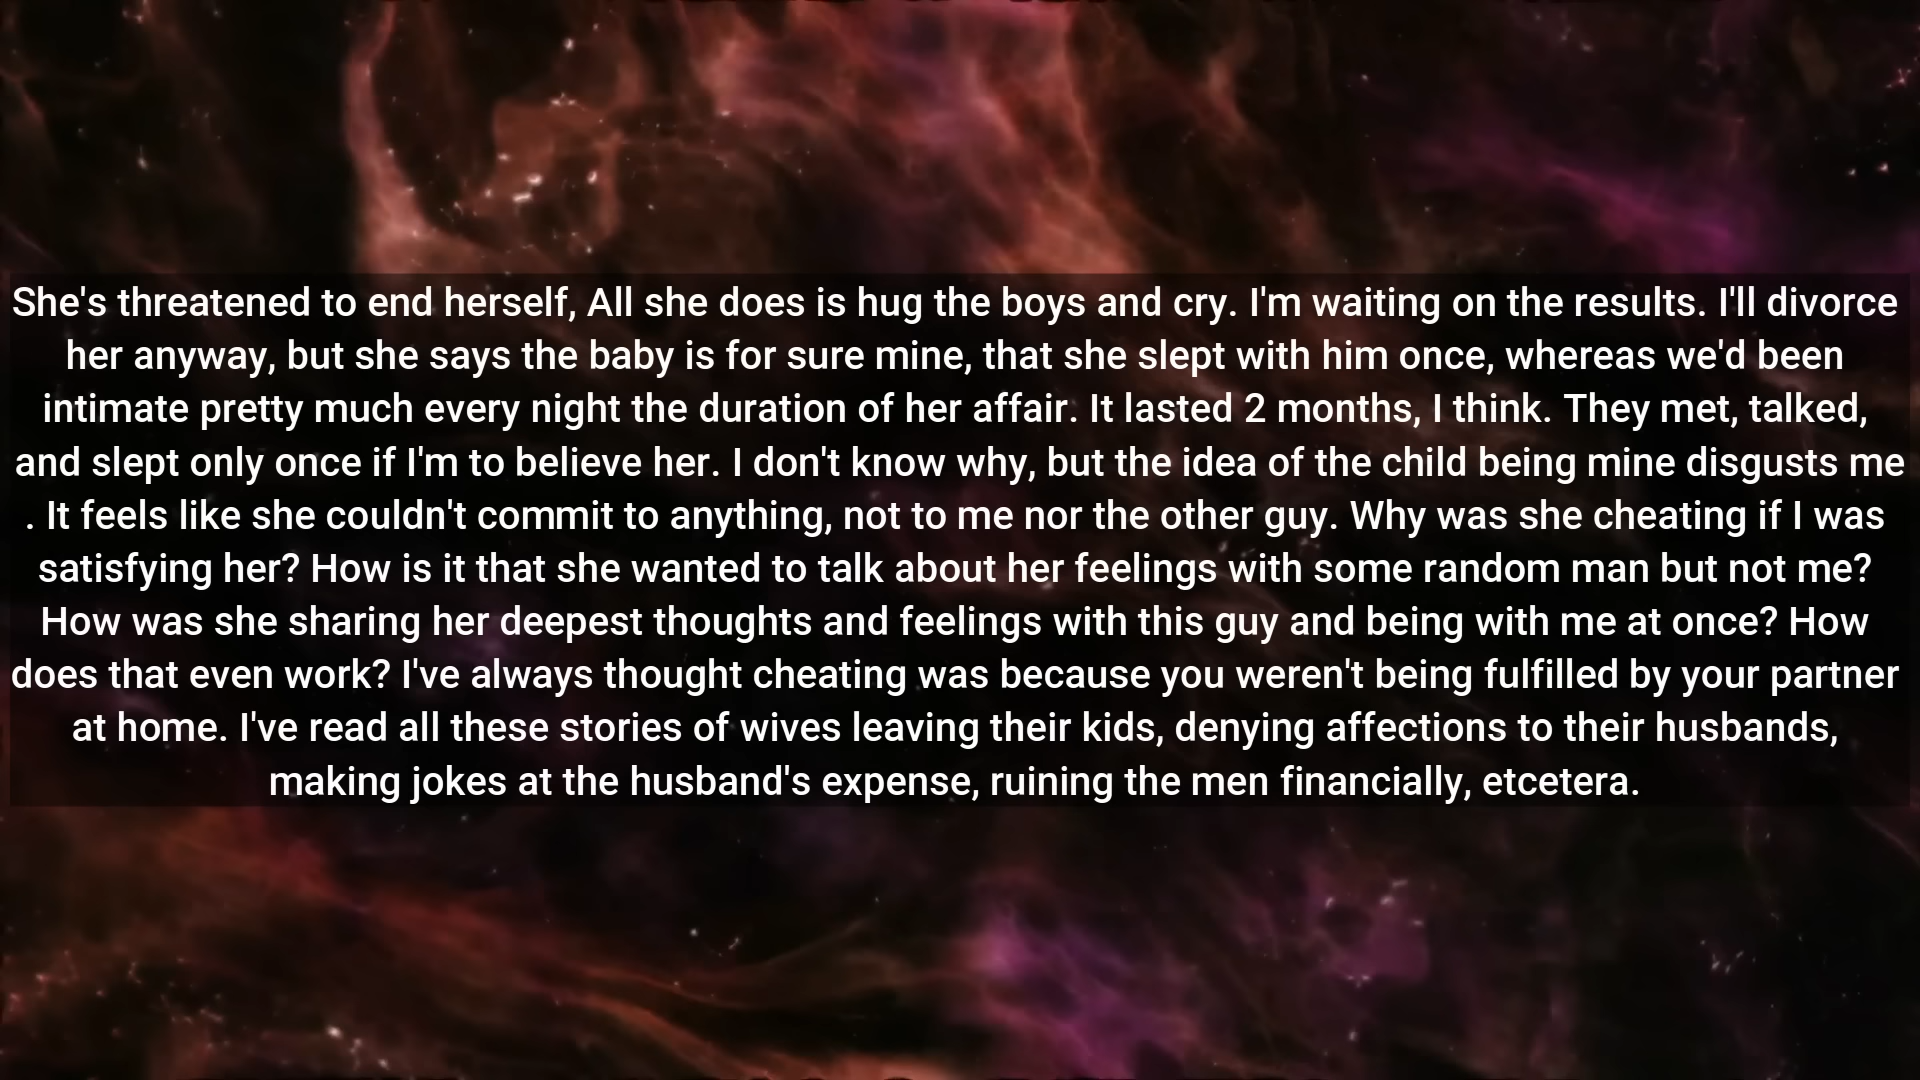 She's threatened to end herself, All she does is hug the boys and cry. I'm waiting on the results. I'll divorce
her anyway, but she says the baby is for sure mine, that she slept with him once, whereas we'd been
intimate pretty much every night the duration of her affair. It lasted 2 months, I think. They met, talked,
and slept only once if I'm to believe her. I don't know why, but the idea of the child being mine disgusts me
. It feels like she couldn't commit to anything, not to me nor the other guy. Why was she cheating if I was
satisfying her? How is it that she wanted to talk about her feelings with some random man but not me?
How was she sharing her deepest thoughts and feelings with this guy and being with me at once? How
does that even work? I've always thought cheating was because you weren't being fulfilled by your partner
at home. I've read all these stories of wives leaving their kids, denying affections to their husbands,
making jokes at the husband's expense, ruining the men financially, etcetera.